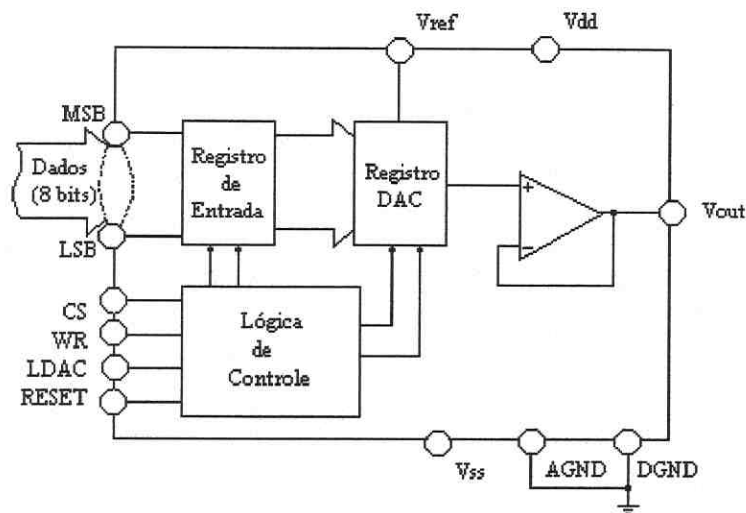 Vref
Vdd
MSB
Dados
(8 bits)
LSB
Registro
de
Entrada
Registro
DAC
Vout
CS
WR
LDAC
RESET
Lógica
de
Controle
Vss
AGND
DGND